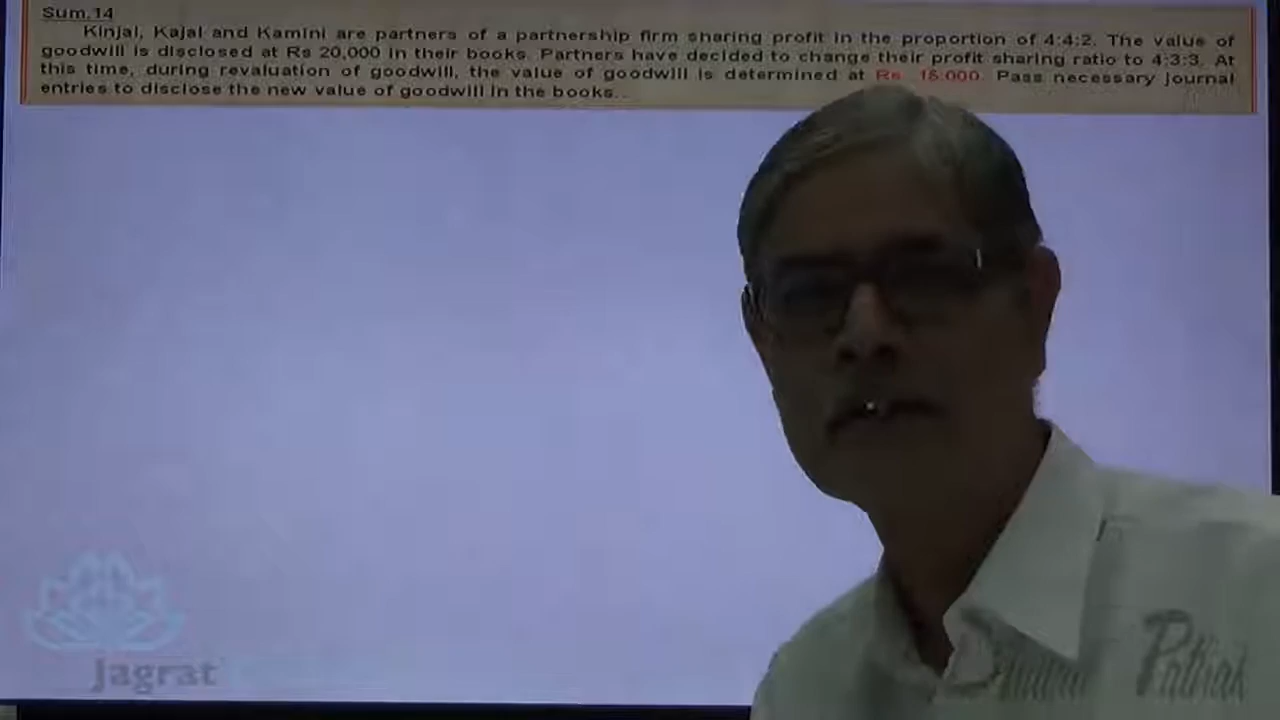 Sum.14
Kinjal, Kajal and Kamini are partners of a partnership firm sharing profit in the proportion of 4:4:2. The value of
goodwill is disclosed at Rs 20,000 in their books. Partners have decided to change their profit sharing ratio to 4:3:3. At
this time, during revaluation of goodwill, the value of goodwill is determined at Rs. 15,000. Pass necessary journal
entries to disclose the new value of goodwill in the books.
Jagrat
Pathak